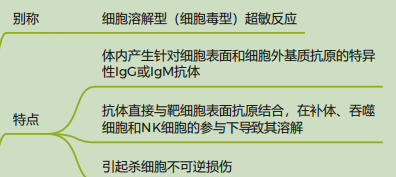 别称
细胞溶解型（细胞毒型）超敏反应
体内产生针对细胞表面和细胞外基质抗原的特异
性IgG或IgM抗体
特点
抗体直接与靶细胞表面抗原结合，在补体、吞噬
细胞和NK细胞的参与下导致其溶解
引起杀细胞不可逆损伤